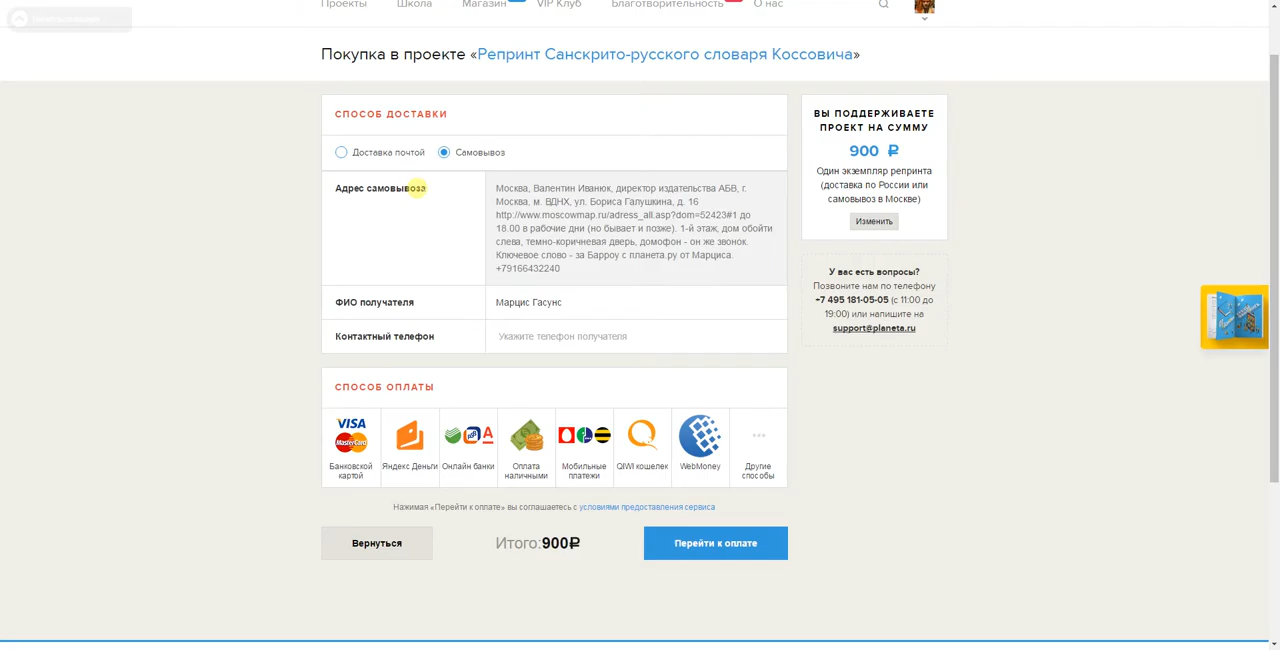 Проекты Школа Магазин VIP Клуб Благотворительность О нас
Покупка в проекте «Репринт Санскрито-русского словаря Коссовича»
СПОСОБ ДОСТАВКИ
Доставка почтой Самовывоз
Адрес самовывоза
Москва, Валентин Иванюк, директор издательства АБВ, г.
Москва, м. ВДНХ, ул. Бориса Галушкина, д. 16
http://www.moscowmap.ru/adress_all.asp?dom=52423#1 до
18.00 в рабочие дни (но бывает и позже). 1-й этаж, дом обойти
слева, темно-коричневая дверь, домофон - он же звонок.
Ключевое слово - за Барроу с планета.ру от Марциса.
+79166432240
ФИО получателя Марцис Гасунс
Контактный телефон Укажите телефон получателя
СПОСОБ ОПЛАТЫ
VISA
MasterCard
Банковской
картой
Яндекс Деньги
Онлайн банки
Оплата
наличными
Мобильные
платежи
QIWI кошелек
WebMoney
Другие
способы
Нажимая «Перейти к оплате» вы соглашаетесь с условиями предоставления сервиса
Вернуться Итого:900₽ Перейти к оплате
ВЫ ПОДДЕРЖИВАЕТЕ
ПРОЕКТ НА СУММУ
900 ₽
Один экземпляр репринта
(доставка по России или
самовывоз в Москве)
Изменить
У вас есть вопросы?
Позвоните нам по телефону
+7 495 181-05-05 (с 11:00 до
19:00) или напишите на
support@planeta.ru